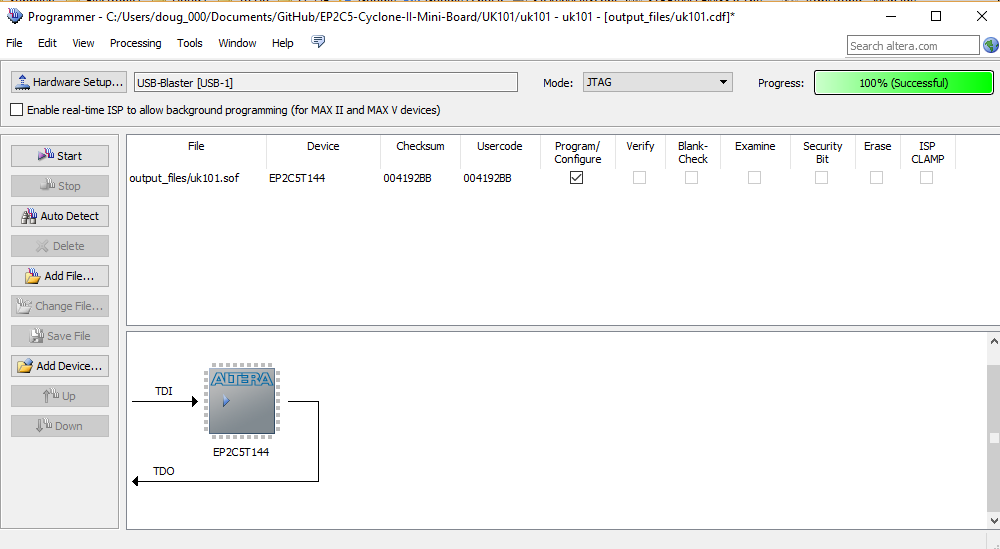 Programmer - C:/Users/doug_000/Documents/GitHub/EP2C5-Cyclone-II-Mini-Board/UK101/uk101 - uk101 - [output_files/uk101.cdf]*
File Edit View Processing Tools Window Help
Search altera.com
Hardware Setup... USB-Blaster [USB-1] Mode: JTAG Progress: 100% (Successful)
Enable real-time ISP to allow background programming (for MAX II and MAX V devices)
Start
Stop
Auto Detect
Delete
Add File...
Change File...
Save File
Add Device...
Up
Down
File Device Checksum Usercode Program/ Verify Blank- Examine Security Erase ISP
Configure Check Bit CLAMP
output_files/uk101.sof EP2C5T144 004192BB 004192BB
ALTERA
TDI
EP2C5T144
TDO